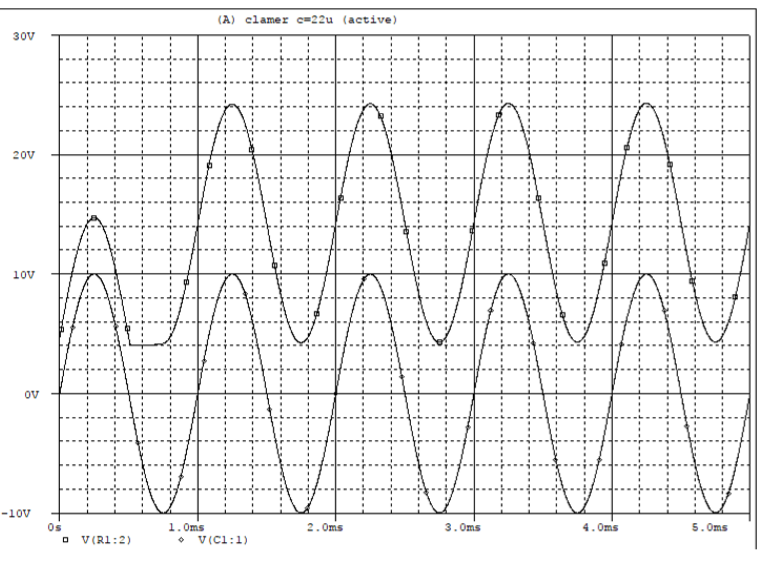 (A) clamer c=22u (active)
30V
20V
10V
0V
-10V
0s 1.0ms 2.0ms 3.0ms 4.0ms 5.0ms
V(R1:2) V(C1:1)